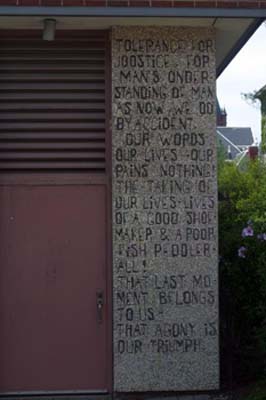 TOLERANCE FOR
JOOSTICE FOR
MAN'S ONDER
STANDING OF MAN
AS NOW WE DO
BY ACCIDENT.
OUR WORDS
OUR LIVES OUR
PAINS NOTHING!
THE TAKING OF
OUR LIVES-LIVES
OF A GOOD SHOE
MAKER & A POOR
FISH PEDDLER-
ALL!
THAT LAST MO-
MENT BELONGS
TO US-
THAT AGONY IS
OUR TRIUMPH.